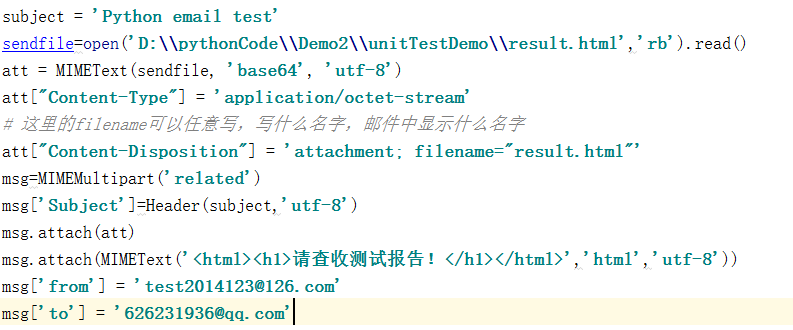 subject = 'Python email test'
sendfile=open('D:\\pythonCode\\Demo2\\unitTestDemo\\result.html','rb').read()
att = MIMEText(sendfile, 'base64', 'utf-8')
att["Content-Type"] = 'application/octet-stream'
# 这里的filename可以任意写，写什么名字，邮件中显示什么名字
att["Content-Disposition"] = 'attachment; filename="result.html"'
msg=MIMEMultipart('related')
msg['Subject']=Header(subject,'utf-8')
msg.attach(att)
msg.attach(MIMEText('<html><h1>请查收测试报告！</h1></html>','html','utf-8'))
msg['from'] = 'test2014123@126.com'
msg['to'] = '626231936@qq.com'